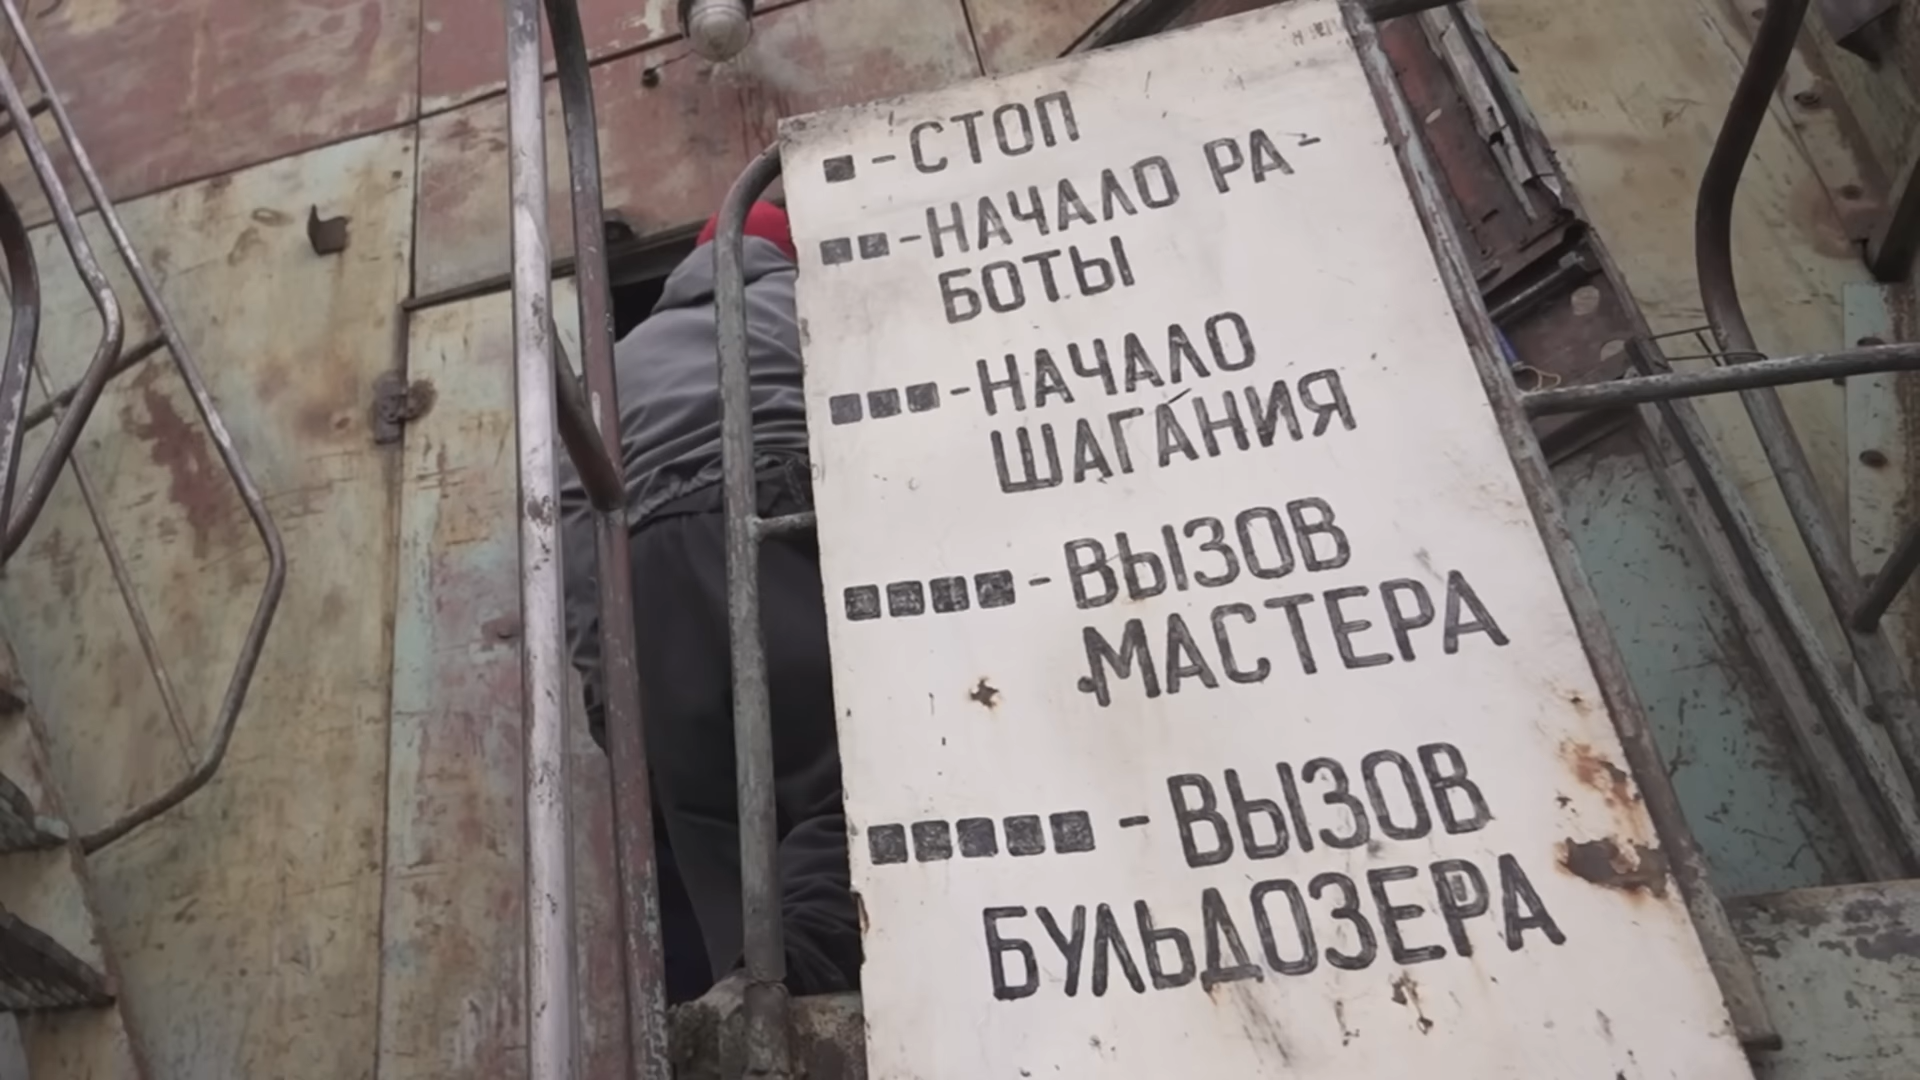 ■ - СТОП
■■ - НАЧАЛО РА-
БОТЫ
■■■ - НАЧАЛО
ШАГАНИЯ
■■■■ - ВЫЗОВ
МАСТЕРА
■■■■■ - ВЫЗОВ
БУЛЬДОЗЕРА